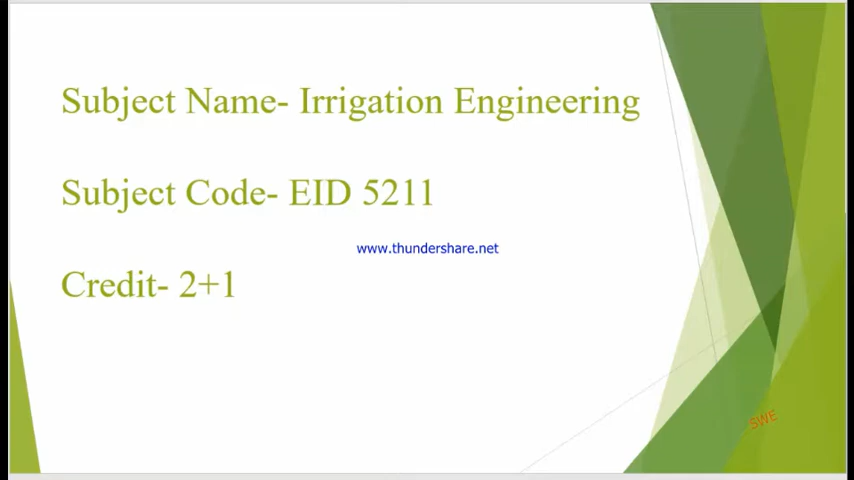 Subject Name- Irrigation Engineering
Subject Code- EID 5211
www.thundershare.net
Credit- 2+1
SWE